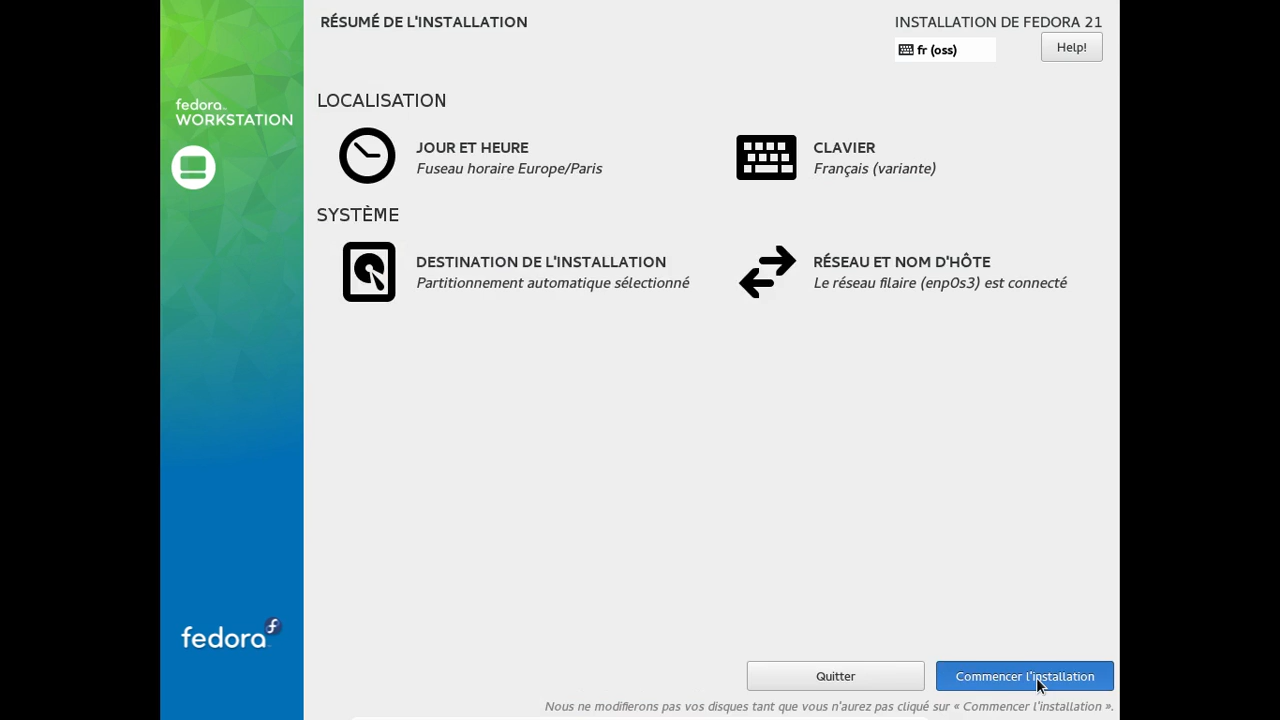 RÉSUMÉ DE L'INSTALLATION
INSTALLATION DE FEDORA 21
fr (oss)
Help!
fedora
WORKSTATION
LOCALISATION
JOUR ET HEURE
Fuseau horaire Europe/Paris
CLAVIER
Français (variante)
SYSTÈME
DESTINATION DE L'INSTALLATION
Partitionnement automatique sélectionné
RÉSEAU ET NOM D'HÔTE
Le réseau filaire (enp0s3) est connecté
fedora
Quitter
Commencer l'installation
Nous ne modifierons pas vos disques tant que vous n'aurez pas cliqué sur « Commencer l'installation ».